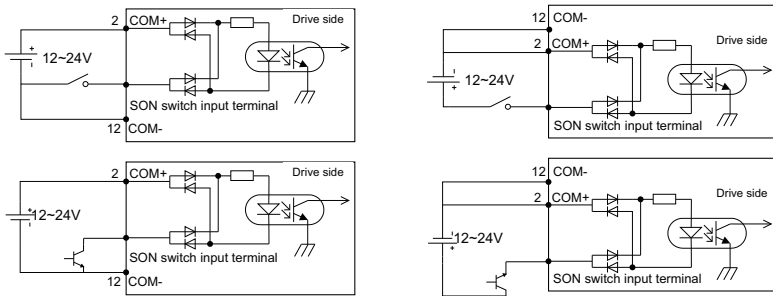 2 COM+
Drive side
12~24V
SON switch input terminal
12 COM-
12 COM-
2 COM+
Drive side
12~24V
SON switch input terminal
2 COM+
Drive side
12~24V
12 COM-
SON switch input terminal
12 COM-
2 COM+
Drive side
12~24V
SON switch input terminal